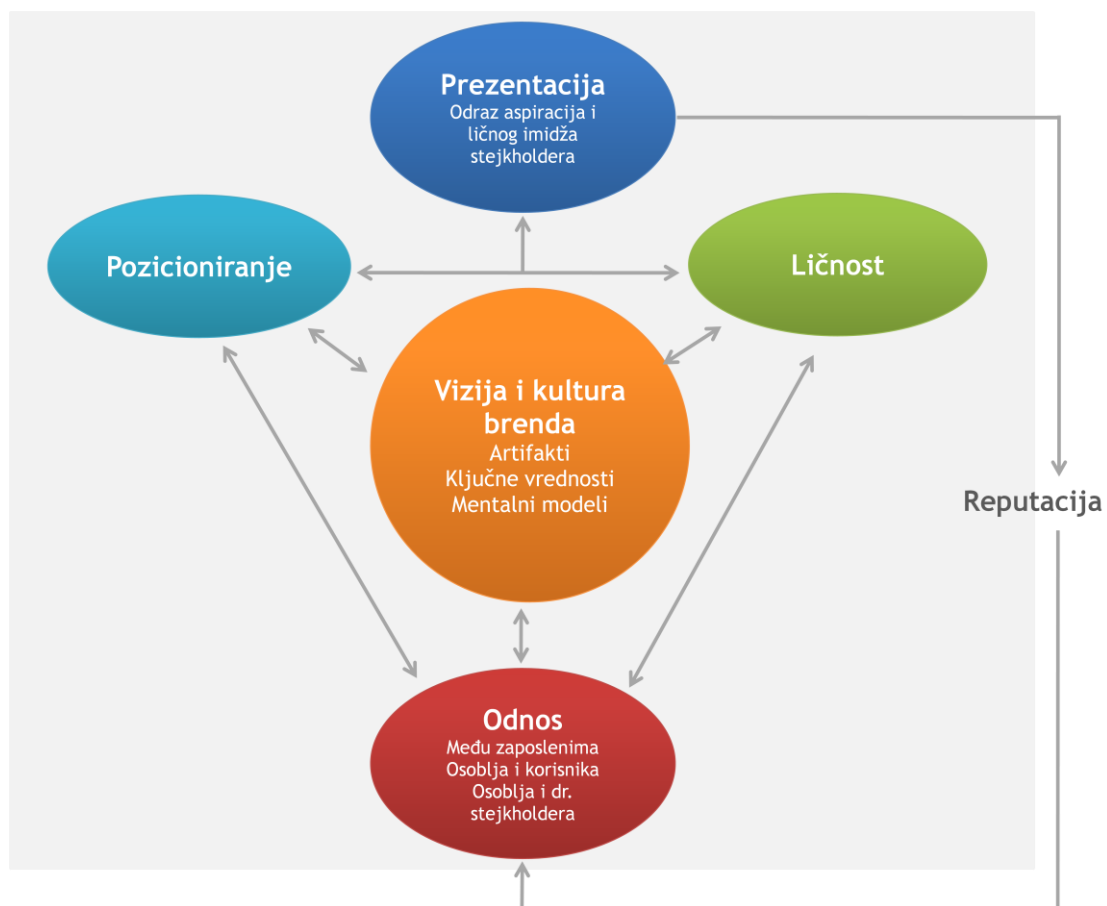 Prezentacija
Odraz aspiracija i
ličnog imidža
stejkholdera
Pozicioniranje
Ličnost
Vizija i kultura
brenda
Artifakti
Ključne vrednosti
Mentalni modeli
Reputacija
Odnos
Među zaposlenima
Osoblja i korisnika
Osoblja i dr.
stejkholdera